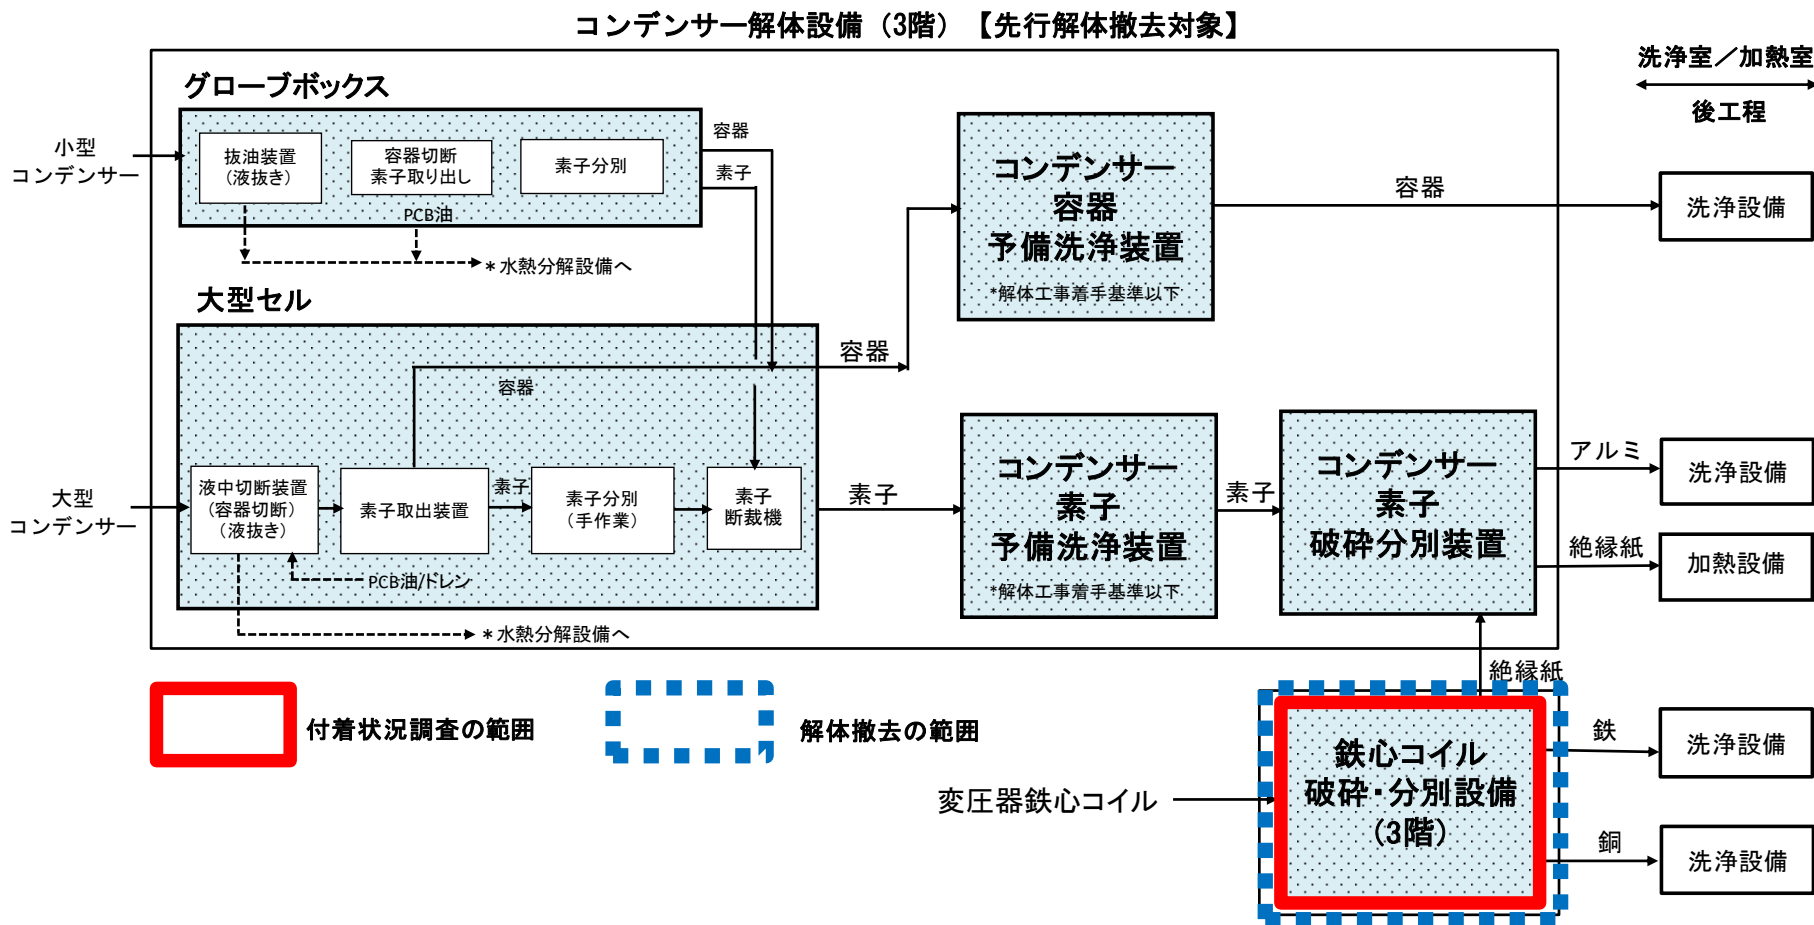 コンデンサー解体設備（3階）【先行解体撤去対象】
洗浄室／加熱室
後工程
グローブボックス
小型
コンデンサー
抜油装置
（液抜き）
容器切断
素子取り出し
素子分別
PCB油
容器
素子
＊水熱分解設備へ
コンデンサー
容器
予備洗浄装置
*解体工事着手基準以下
容器
洗浄設備
大型セル
容器
容器
大型
コンデンサー
液中切断装置
（容器切断）
（液抜き）
素子取出装置
素子
素子分別
（手作業）
素子
断裁機
PCB油/ドレン
＊水熱分解設備へ
素子
コンデンサー
素子
予備洗浄装置
*解体工事着手基準以下
素子
コンデンサー
素子
破砕分別装置
アルミ
洗浄設備
絶縁紙
加熱設備
絶縁紙
付着状況調査の範囲
解体撤去の範囲
変圧器鉄心コイル
鉄心コイル
破砕・分別設備
（3階）
鉄
洗浄設備
銅
洗浄設備